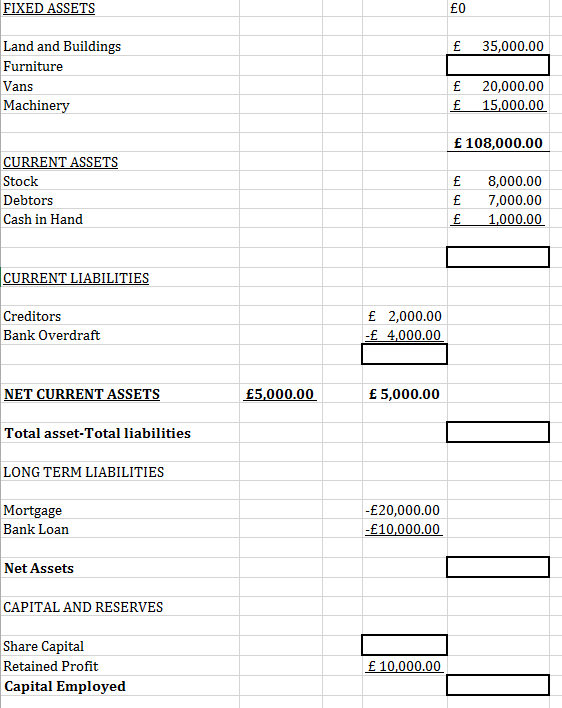 FIXED ASSETS £0
Land and Buildings £ 35,000.00
Furniture
Vans £ 20,000.00
Machinery £ 15,000.00
£ 108,000.00
CURRENT ASSETS
Stock £ 8,000.00
Debtors £ 7,000.00
Cash in Hand £ 1,000.00
CURRENT LIABILITIES
Creditors £ 2,000.00
Bank Overdraft -£ 4,000.00
NET CURRENT ASSETS £5,000.00 £ 5,000.00
Total asset-Total liabilities
LONG TERM LIABILITIES
Mortgage -£20,000.00
Bank Loan -£10,000.00
Net Assets
CAPITAL AND RESERVES
Share Capital
Retained Profit £ 10,000.00
Capital Employed